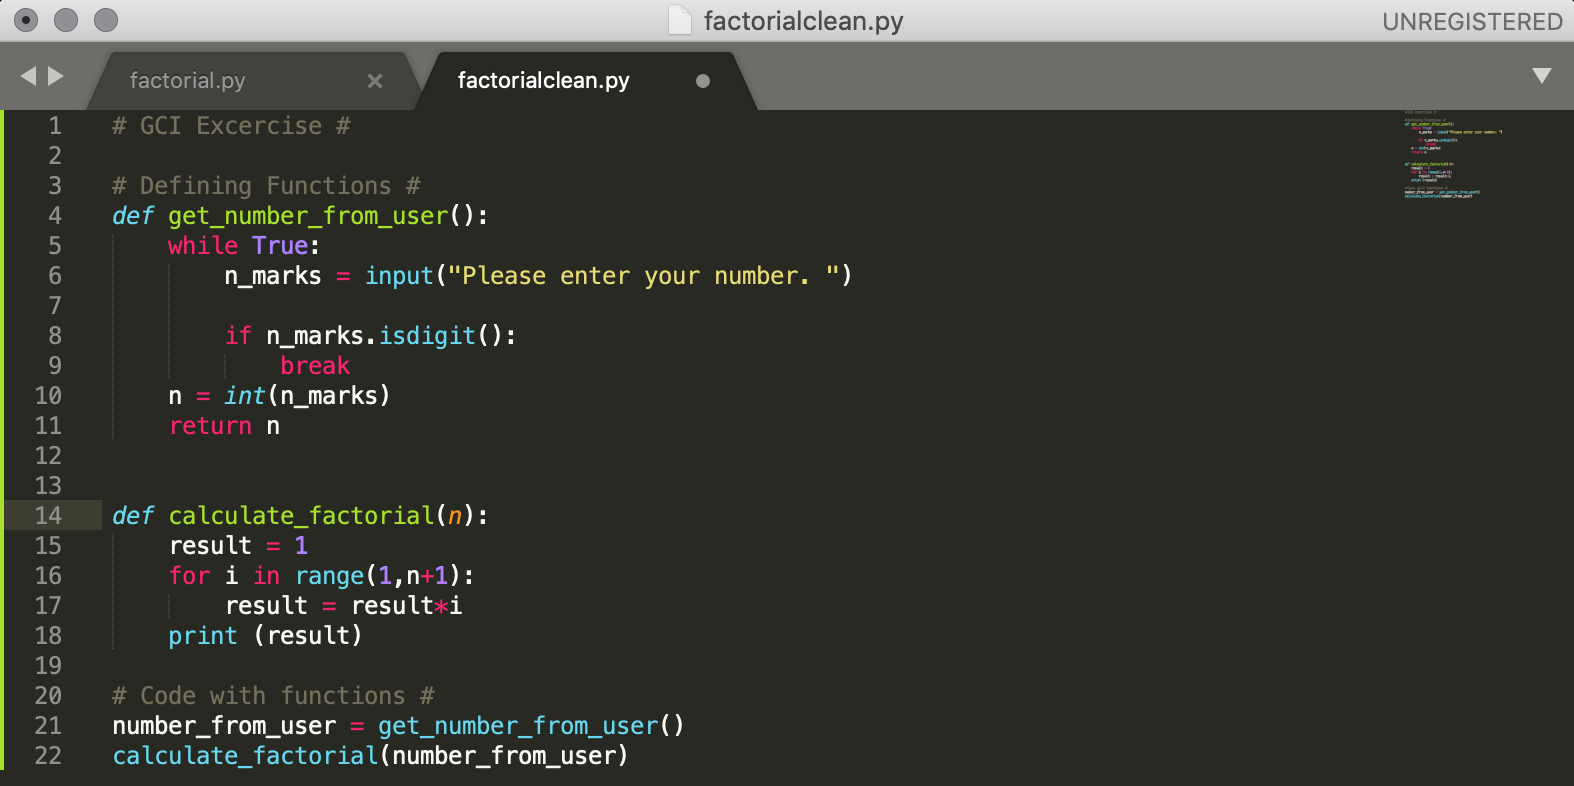 factorialclean.py
UNREGISTERED
factorial.py
factorialclean.py
1 # GCI Excercise #
2
3 # Defining Functions #
4 def get_number_from_user():
5     while True:
6         n_marks = input("Please enter your number. ")
7
8         if n_marks.isdigit():
9             break
10     n = int(n_marks)
11     return n
12
13
14 def calculate_factorial(n):
15     result = 1
16     for i in range(1,n+1):
17         result = result*i
18     print (result)
19
20 # Code with functions #
21 number_from_user = get_number_from_user()
22 calculate_factorial(number_from_user)